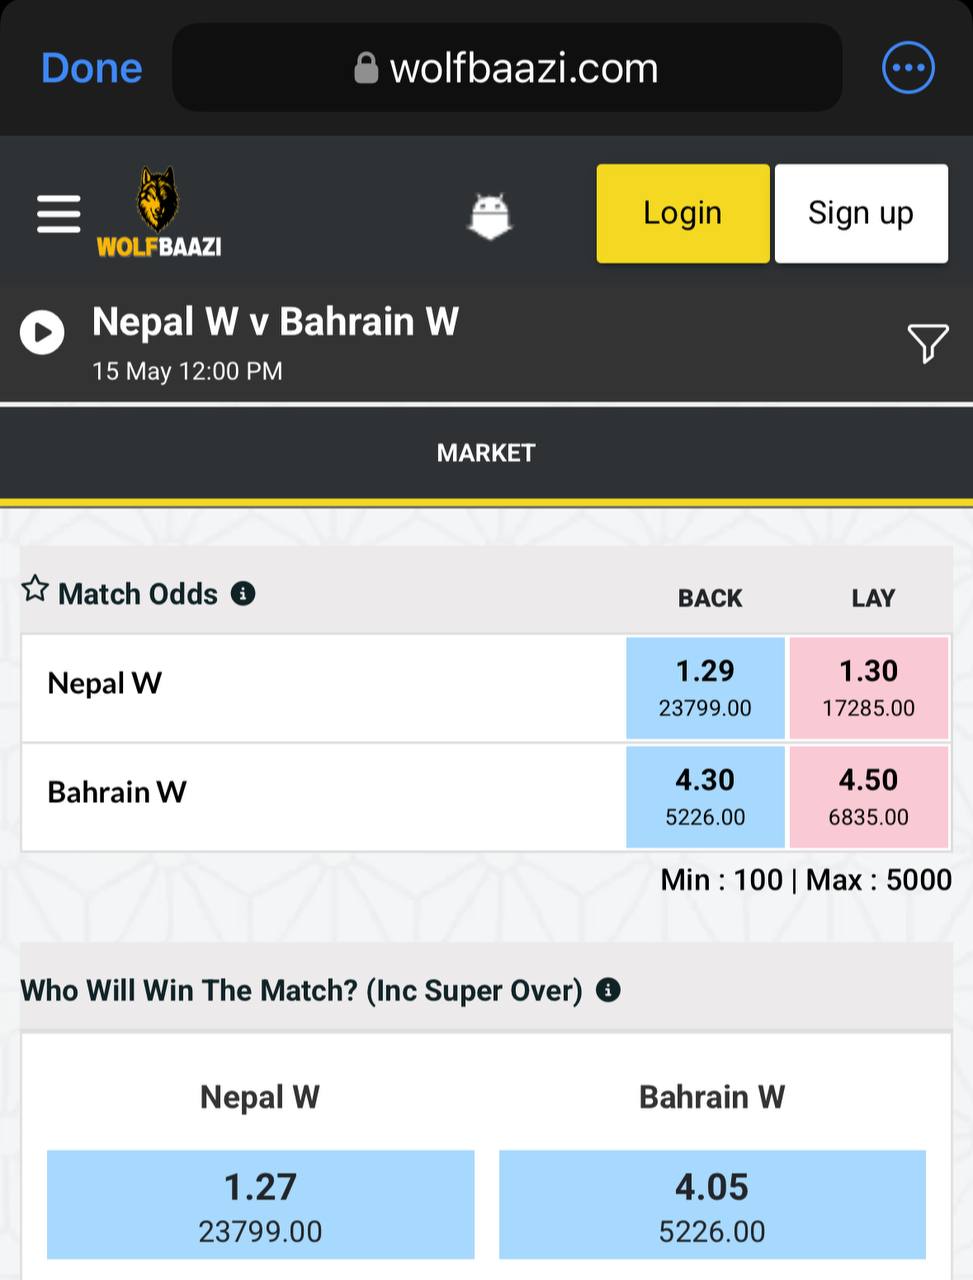 Done
wolfbaazi.com
WOLFBAAZI
Login
Sign up
Nepal W v Bahrain W
15 May 12:00 PM
MARKET
Match Odds
BACK
LAY
Nepal W
1.29
1.30
23799.00
17285.00
Bahrain W
4.30
4.50
5226.00
6835.00
Min : 100 | Max : 5000
Who Will Win The Match? (Inc Super Over)
Nepal W
Bahrain W
1.27
4.05
23799.00
5226.00